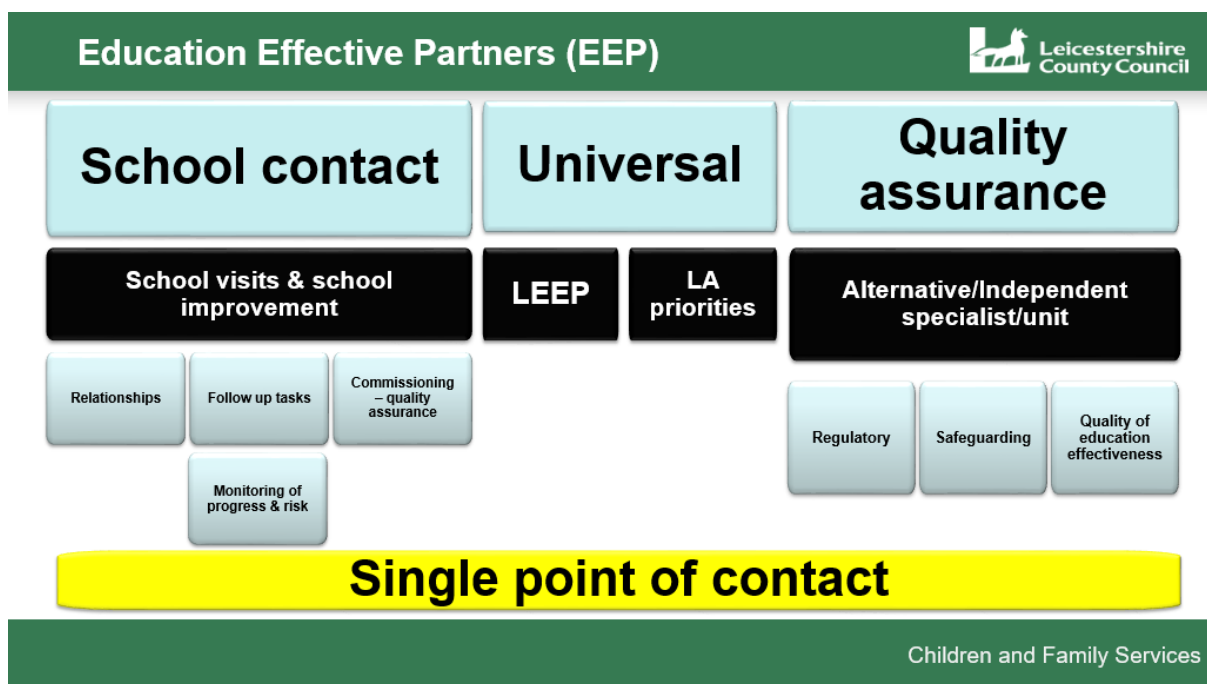 Education Effective Partners (EEP)
Leicestershire
County Council
School contact
Universal
Quality
assurance
School visits & school
improvement
LEEP
LA
priorities
Alternative/Independent
specialist/unit
Relationships
Follow up tasks
Commissioning
– quality
assurance
Monitoring of
progress & risk
Regulatory
Safeguarding
Quality of
education
effectiveness
Single point of contact
Children and Family Services